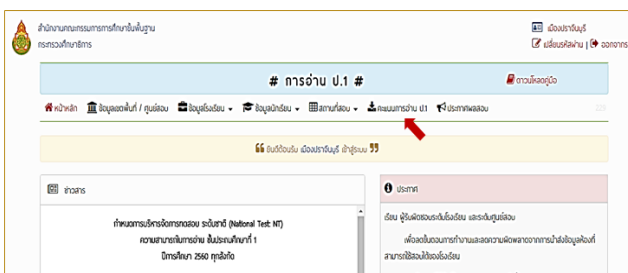 สำนักงานคณะกรรมการการศึกษาขั้นพื้นฐาน
กระทรวงศึกษาธิการ
เมืองปราจีนบุรี
เปลี่ยนรหัสผ่าน | ออกจากร
# การอ่าน ป.1 #
ดาวน์โหลดคู่มือ
หน้าหลัก ข้อมูลเขตพื้นที่ / ศูนย์สอบ ข้อมูลโรงเรียน ข้อมูลนักเรียน สนามที่สอบ คะแนนการอ่าน ป.1 ประกาศผลสอบ
ยินดีต้อนรับ เมืองปราจีนบุรี เข้าสู่ระบบ
ข่าวสาร
ประกาศ
กำหนดการบริหารจัดการทดสอบ ระดับชาติ (National Test: NT)
ความสามารถในการอ่าน ชั้นประถมศึกษาที่ 1
ปีการศึกษา 2560 ทุกสังกัด
เรียน ผู้รับผิดชอบระดับโรงเรียน และระดับศูนย์สอบ
เพื่อลดขั้นตอนการทำงานและลดความผิดพลาดจากการนำส่งข้อมูลห้องที่
สามารถใช้สอบได้ของโรงเรียน